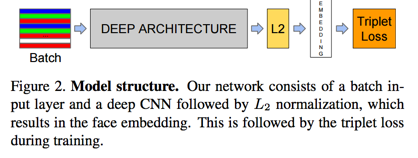 DEEP ARCHITECTURE
L2
EMBEDDING
Triplet
Loss
Batch
Figure 2. Model structure. Our network consists of a batch in-
put layer and a deep CNN followed by L2 normalization, which
results in the face embedding. This is followed by the triplet loss
during training.